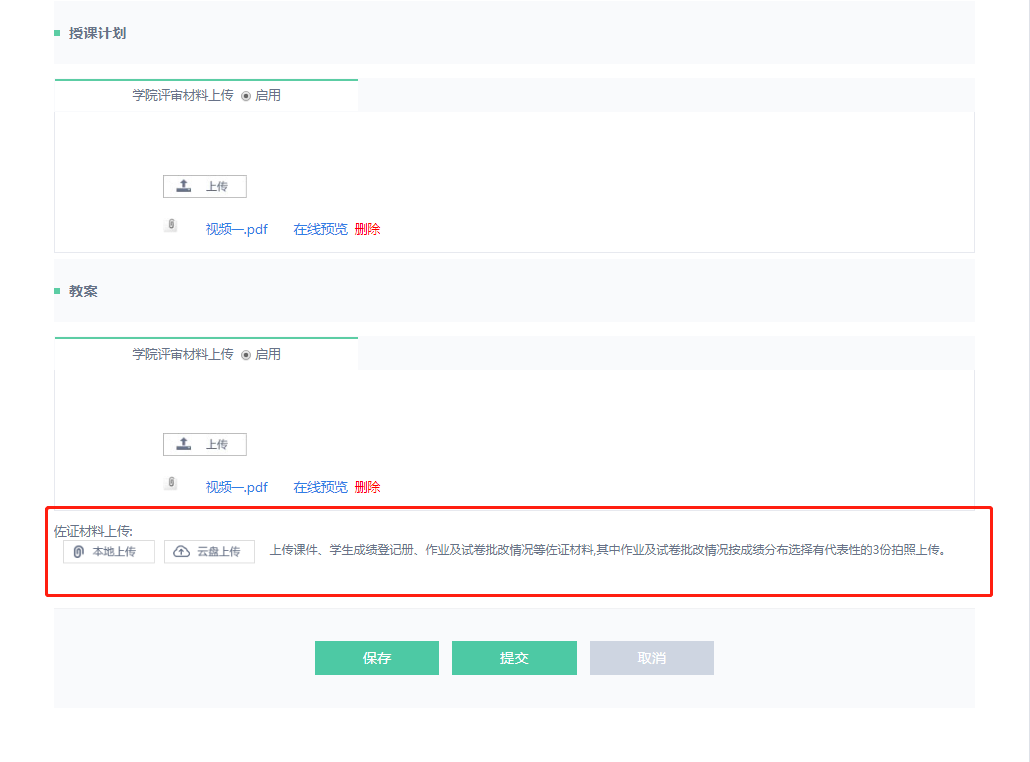 授课计划
学院评审材料上传 启用
上传
视频一.pdf 在线预览 删除
教案
学院评审材料上传 启用
上传
视频一.pdf 在线预览 删除
佐证材料上传:
本地上传 云盘上传 上传课件、学生成绩登记册、作业及试卷批改情况等佐证材料,其中作业及试卷批改情况按成绩分布选择有代表性的3份拍照上传。
保存 提交 取消